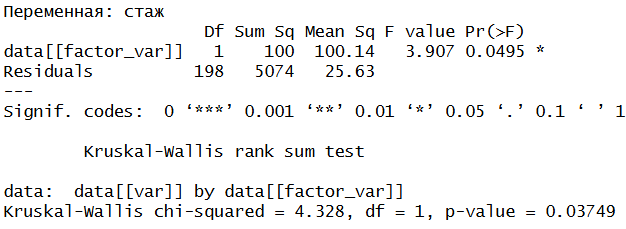 Переменная: стаж
                     Df Sum Sq Mean Sq F value Pr(>F)
data[[factor_var]]    1    100  100.14   3.907 0.0495 *
Residuals           198   5074   25.63
---
Signif. codes:  0 ‘***’ 0.001 ‘**’ 0.01 ‘*’ 0.05 ‘.’ 0.1 ‘ ’ 1
Kruskal-Wallis rank sum test
data:  data[[var]] by data[[factor_var]]
Kruskal-Wallis chi-squared = 4.328, df = 1, p-value = 0.03749